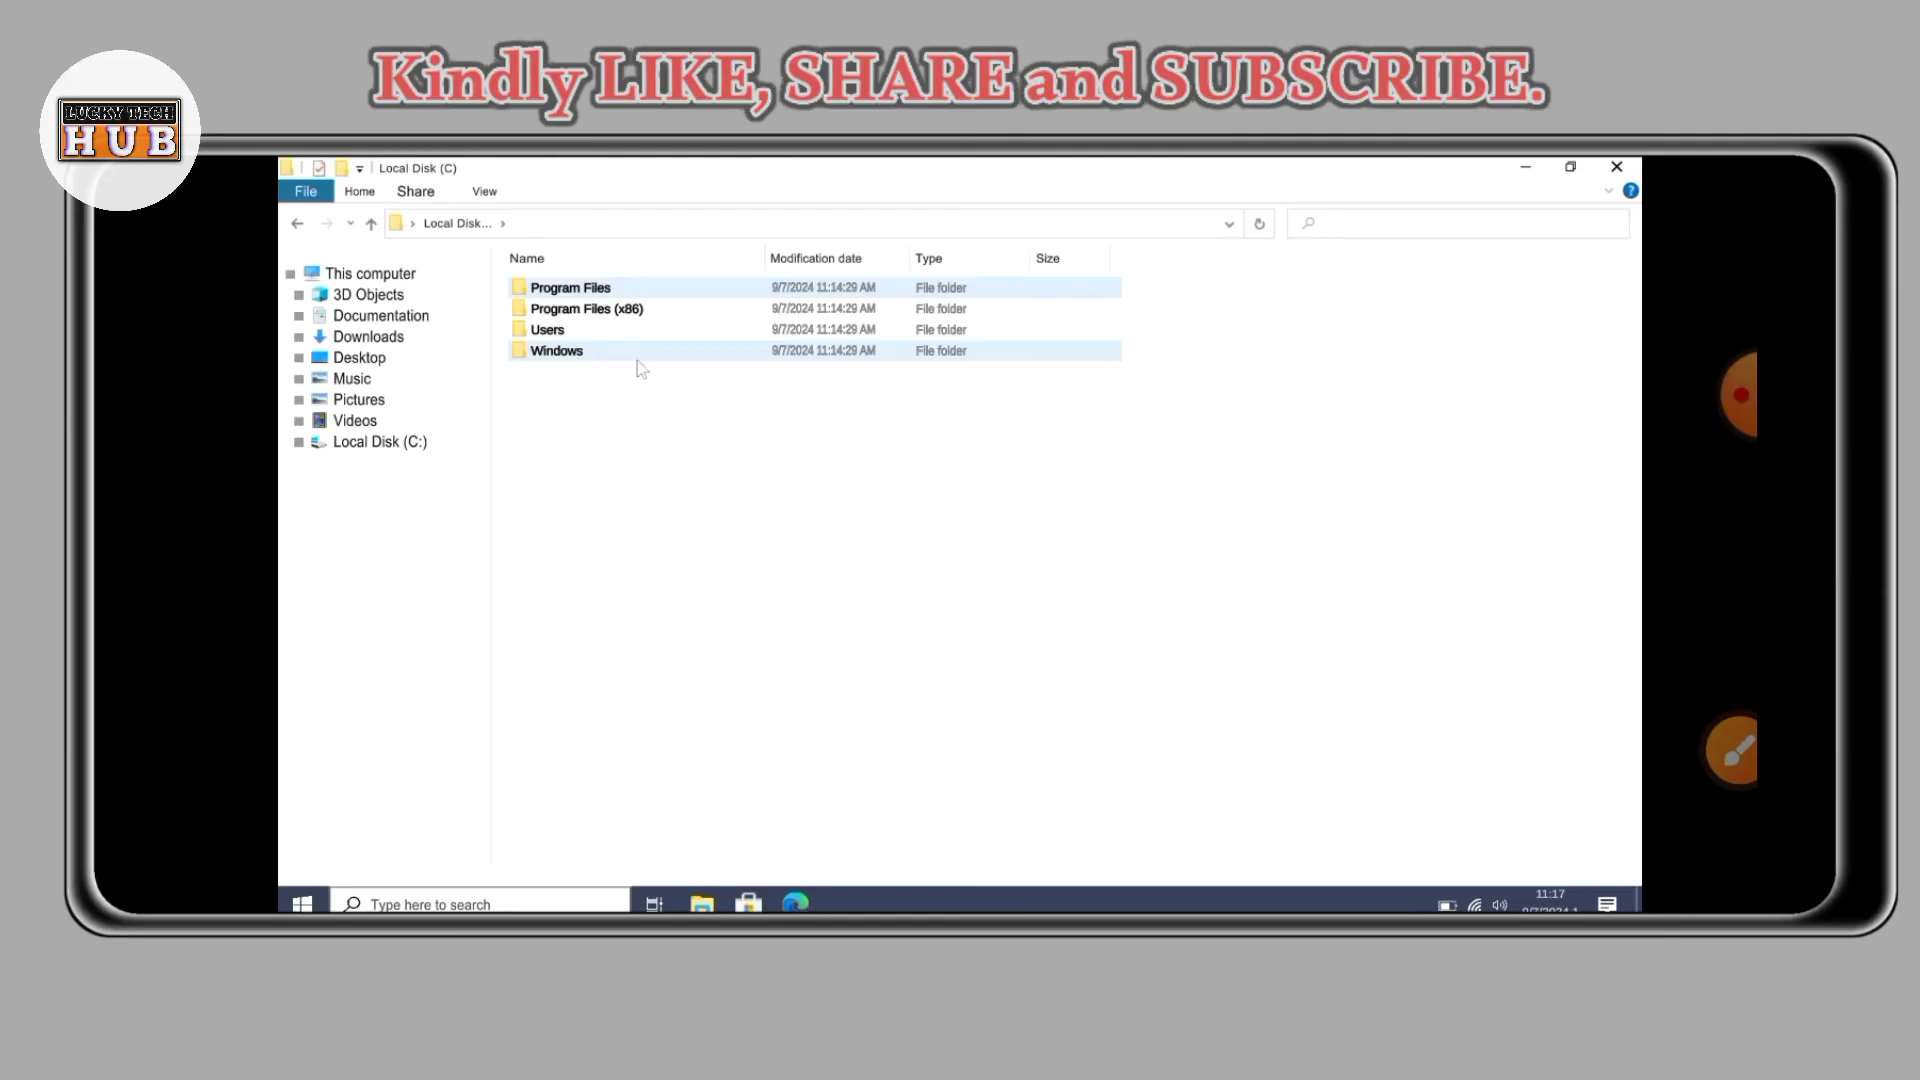 Kindly LIKE, SHARE and SUBSCRIBE.
LUCKY TECH
HUB
Local Disk (C)
File Home Share View
Local Disk...
Name Modification date Type Size
This computer
3D Objects
Documentation
Downloads
Desktop
Music
Pictures
Videos
Local Disk (C:)
Program Files 9/7/2024 11:14:29 AM File folder
Program Files (x86) 9/7/2024 11:14:29 AM File folder
Users 9/7/2024 11:14:29 AM File folder
Windows 9/7/2024 11:14:29 AM File folder
Type here to search
11:17